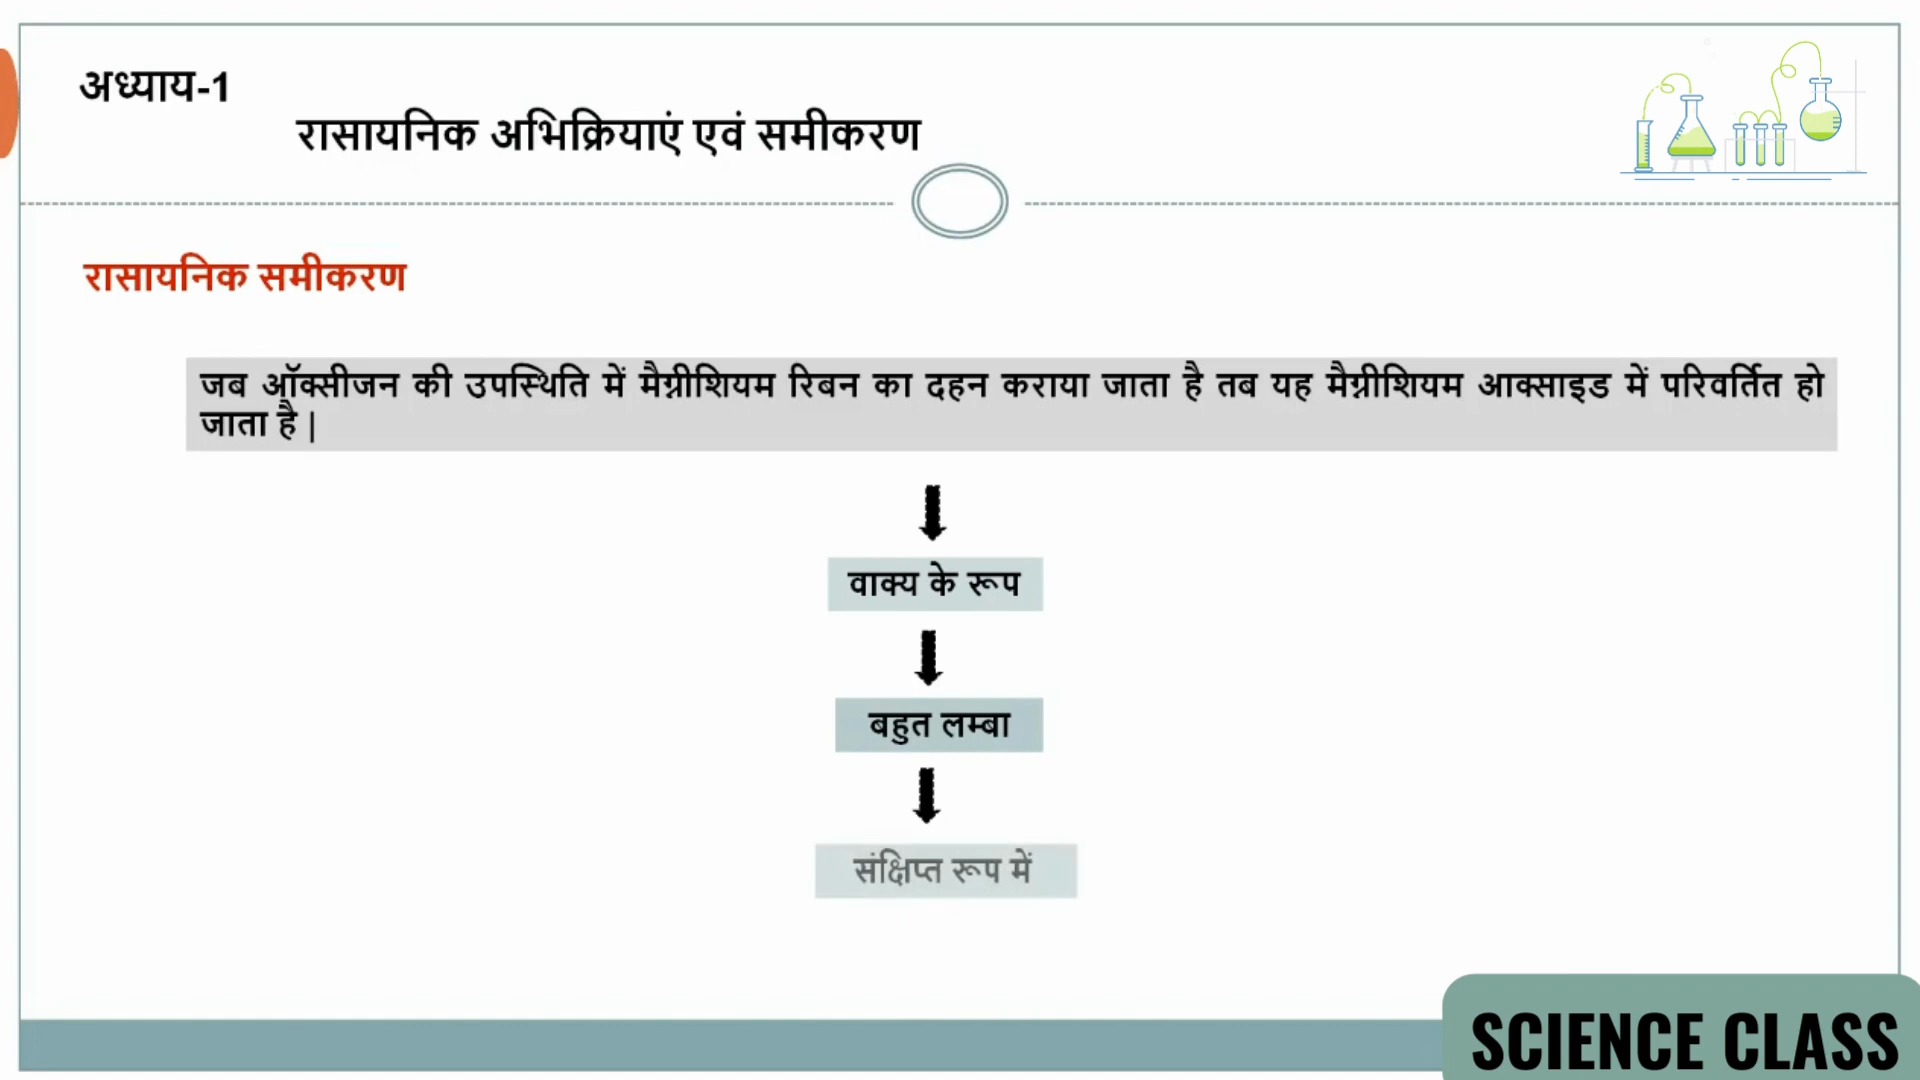 अध्याय-1
रासायनिक अभिक्रियाएं एवं समीकरण
रासायनिक समीकरण
जब ऑक्सीजन की उपस्थिति में मैग्नीशियम रिबन का दहन कराया जाता है तब यह मैग्नीशियम आक्साइड में परिवर्तित हो
जाता है |
वाक्य के रूप
बहुत लम्बा
संक्षिप्त रूप में
SCIENCE CLASS